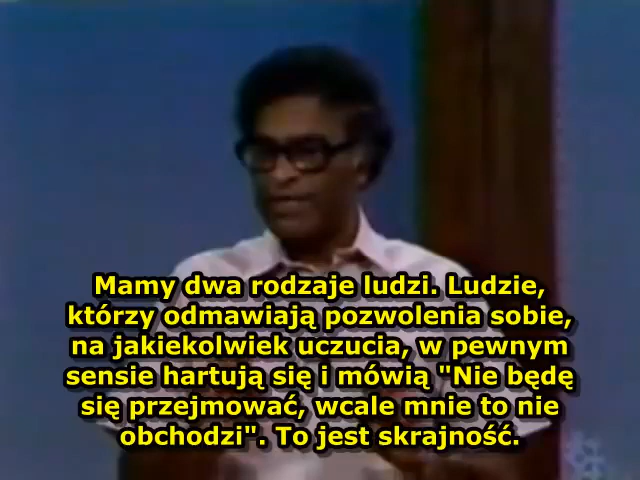 Mamy dwa rodzaje ludzi. Ludzie,
którzy odmawiają pozwolenia sobie,
na jakiekolwiek uczucia, w pewnym
sensie hartują się i mówią "Nie będę
się przejmować, wcale mnie to nie
obchodzi". To jest skrajność.